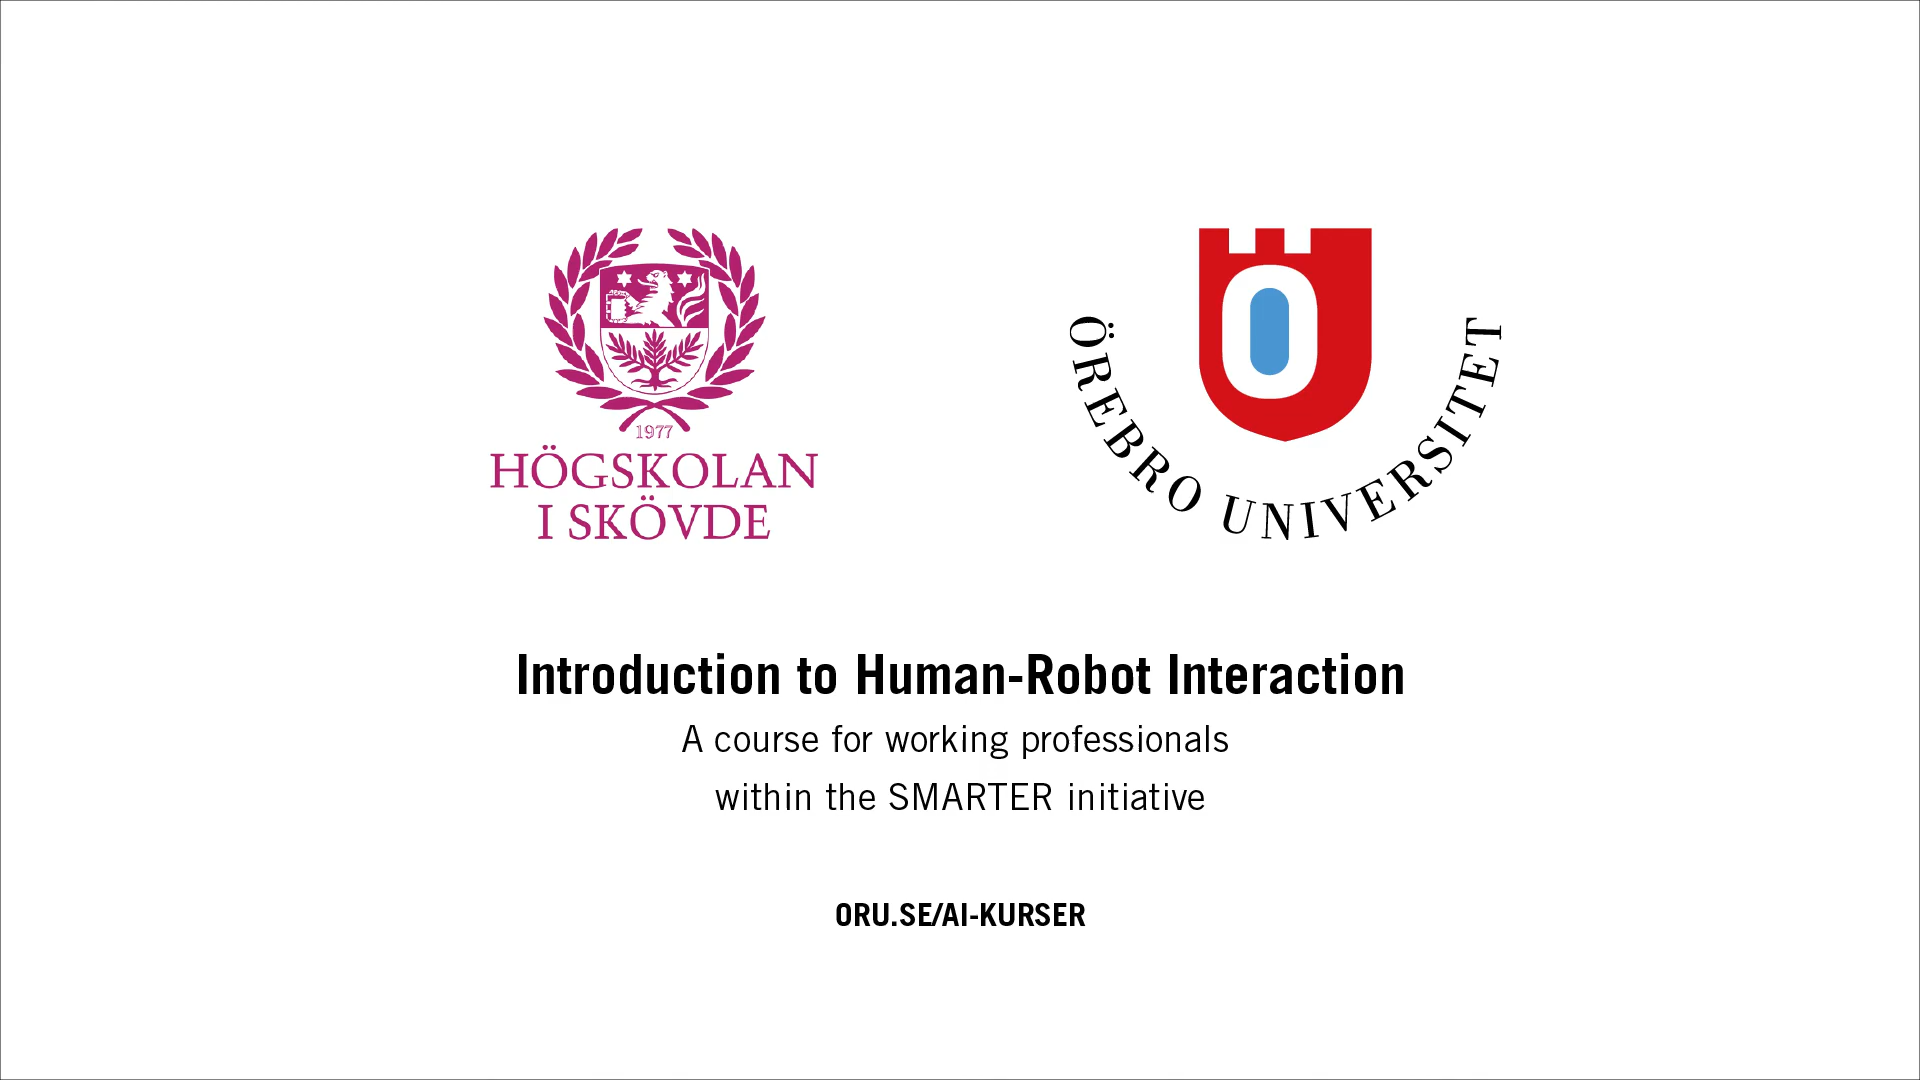 1977
HÖGSKOLAN
I SKÖVDE
ÖREBRO UNIVERSITET
Introduction to Human-Robot Interaction
A course for working professionals
within the SMARTER initiative
ORU.SE/AI-KURSER